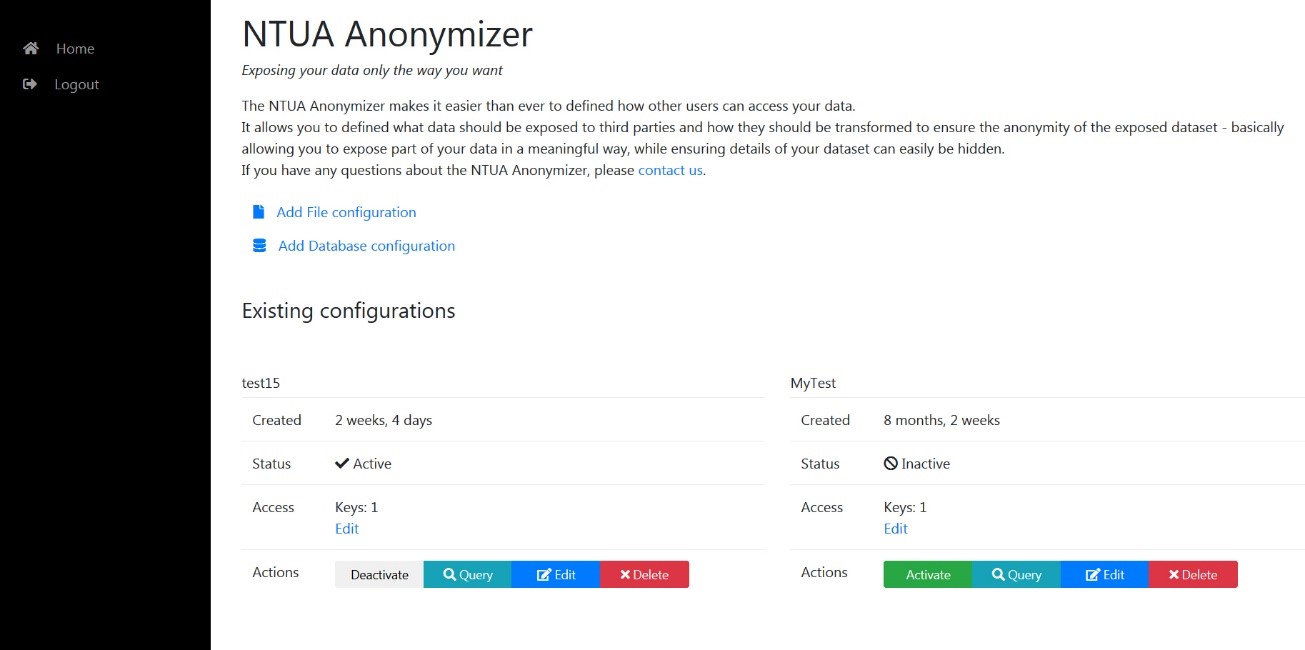 Home
Logout
NTUA Anonymizer
Exposing your data only the way you want
The NTUA Anonymizer makes it easier than ever to defined how other users can access your data.
It allows you to defined what data should be exposed to third parties and how they should be transformed to ensure the anonymity of the exposed dataset - basically
allowing you to expose part of your data in a meaningful way, while ensuring details of your dataset can easily be hidden.
If you have any questions about the NTUA Anonymizer, please contact us.
Add File configuration
Add Database configuration
Existing configurations
test15
Created 2 weeks, 4 days
Status Active
Access Keys: 1
Edit
Actions Deactivate Query Edit Delete
MyTest
Created 8 months, 2 weeks
Status Inactive
Access Keys: 1
Edit
Actions Activate Query Edit Delete